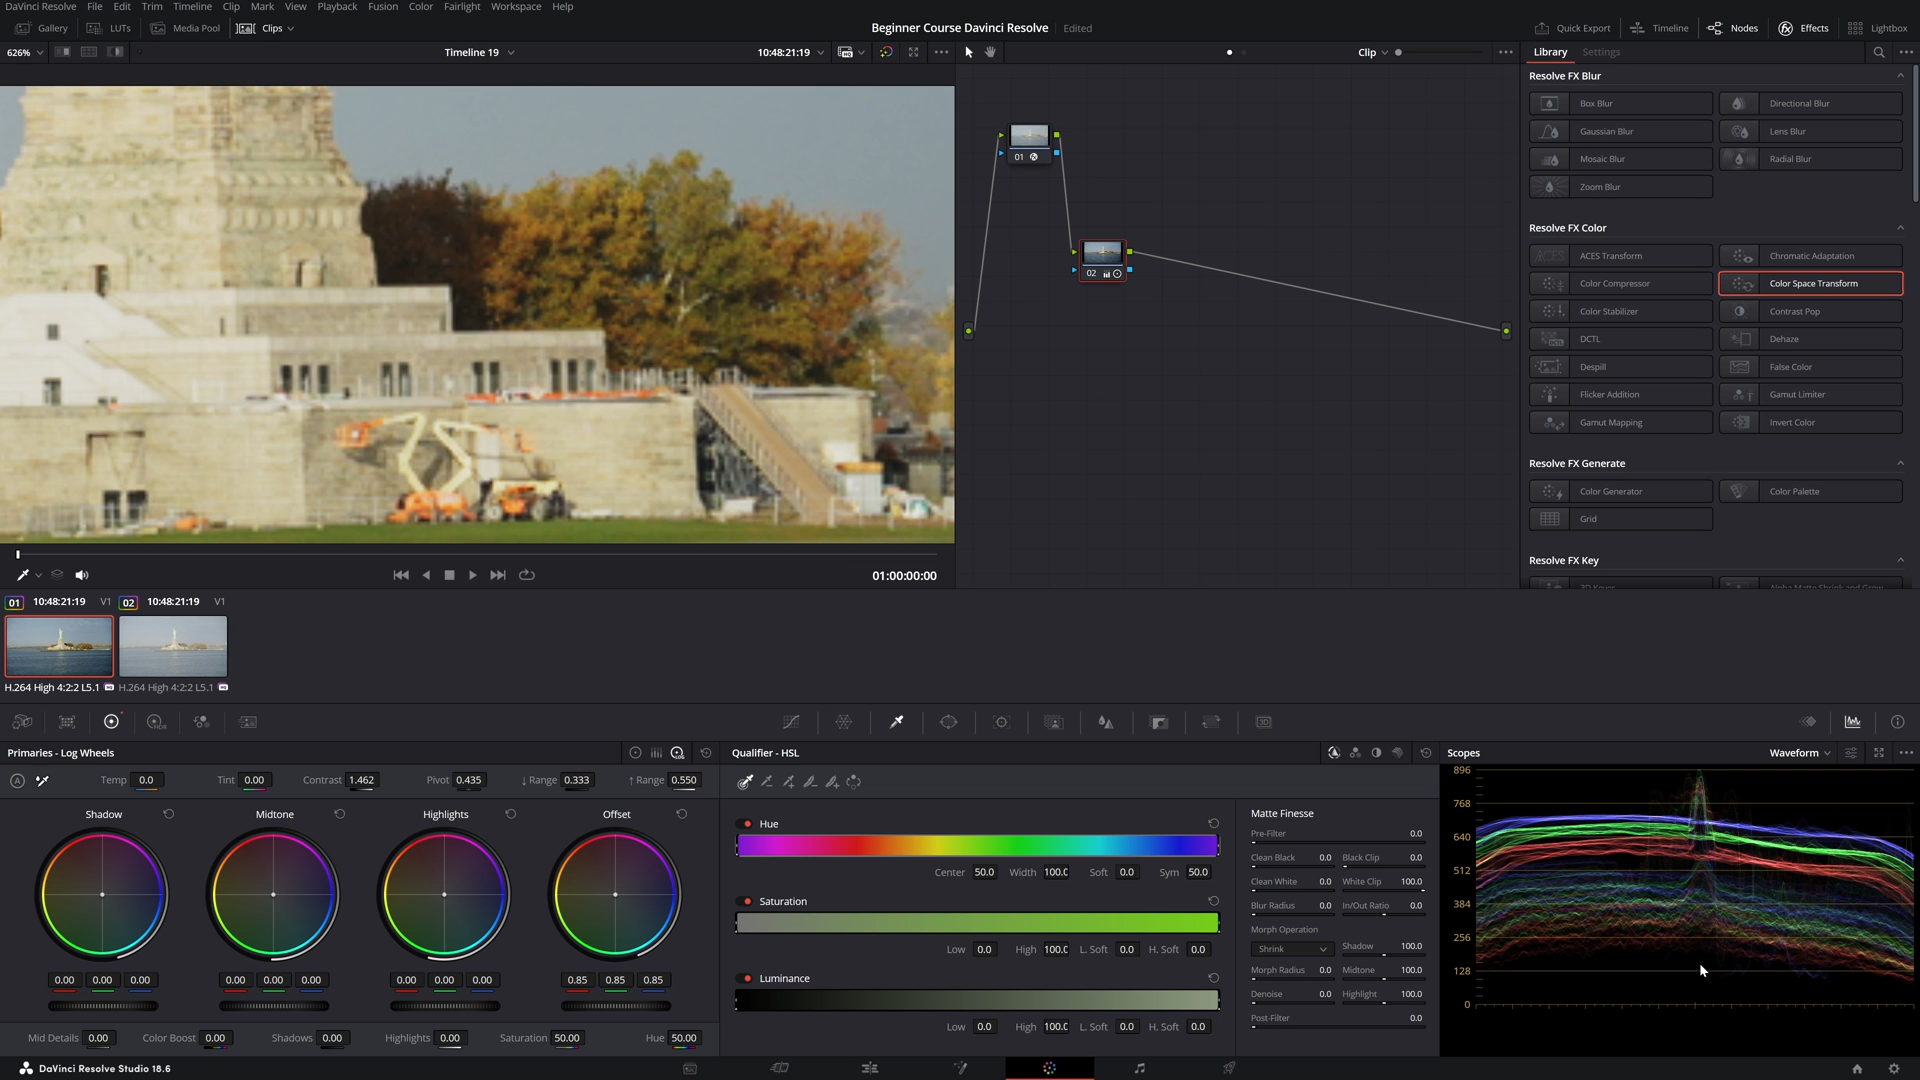 DaVinci Resolve File Edit Trim Timeline Clip Mark View Playback Fusion Color Fairlight Workspace Help
Gallery LUTs Media Pool Clips Beginner Course Davinci Resolve Edited Quick Export Timeline Nodes Effects Lightbox
626% Timeline 19 10:48:21:19 Clip Library Settings
Resolve FX Blur
Box Blur Directional Blur
Gaussian Blur Lens Blur
Mosaic Blur Radial Blur
Zoom Blur
Resolve FX Color
ACES ACES Transform Chromatic Adaptation
Color Compressor Color Space Transform
Color Stabilizer Contrast Pop
DCTL DCTL Dehaze
Despill False Color
Flicker Addition Gamut Limiter
Gamut Mapping Invert Color
Resolve FX Generate
Color Generator Color Palette
Grid
Resolve FX Key
01
02
01:00:00:00
01 10:48:21:19 V1 02 10:48:21:19 V1
H.264 High 4:2:2 L5.1 H.264 High 4:2:2 L5.1
HDR 3D
Primaries - Log Wheels
A Temp 0.0 Tint 0.00 Contrast 1.462 Pivot 0.435 ↓ Range 0.333 ↑ Range 0.550
Shadow Midtone Highlights Offset
0.00 0.00 0.00 0.00 0.00 0.00 0.00 0.00 0.00 0.85 0.85 0.85
Mid Details 0.00 Color Boost 0.00 Shadows 0.00 Highlights 0.00 Saturation 50.00 Hue 50.00
Qualifier - HSL
Hue
Center 50.0 Width 100.0 Soft 0.0 Sym 50.0
Saturation
Low 0.0 High 100.0 L. Soft 0.0 H. Soft 0.0
Luminance
Low 0.0 High 100.0 L. Soft 0.0 H. Soft 0.0
Matte Finesse
Pre-Filter 0.0
Clean Black 0.0 Black Clip 0.0
Clean White 0.0 White Clip 100.0
Blur Radius 0.0 In/Out Ratio 0.0
Morph Operation
Shrink Shadow 100.0
Morph Radius 0.0 Midtone 100.0
Denoise 0.0 Highlight 100.0
Post-Filter 0.0
Scopes Waveform
896
768
640
512
384
256
128
0
DaVinci Resolve Studio 18.6